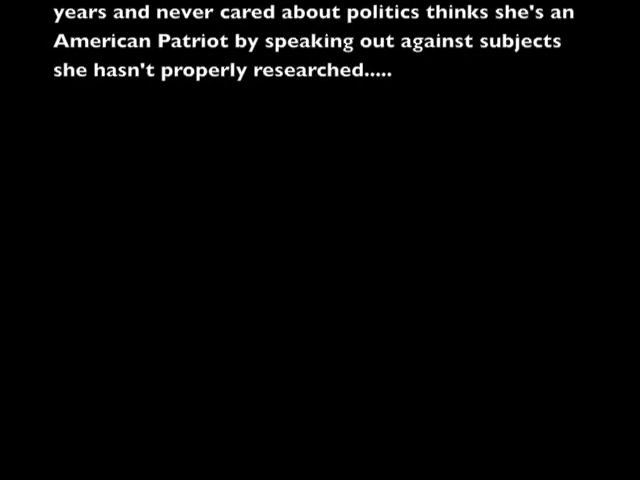 years and never cared about politics thinks she's an
American Patriot by speaking out against subjects
she hasn't properly researched.....